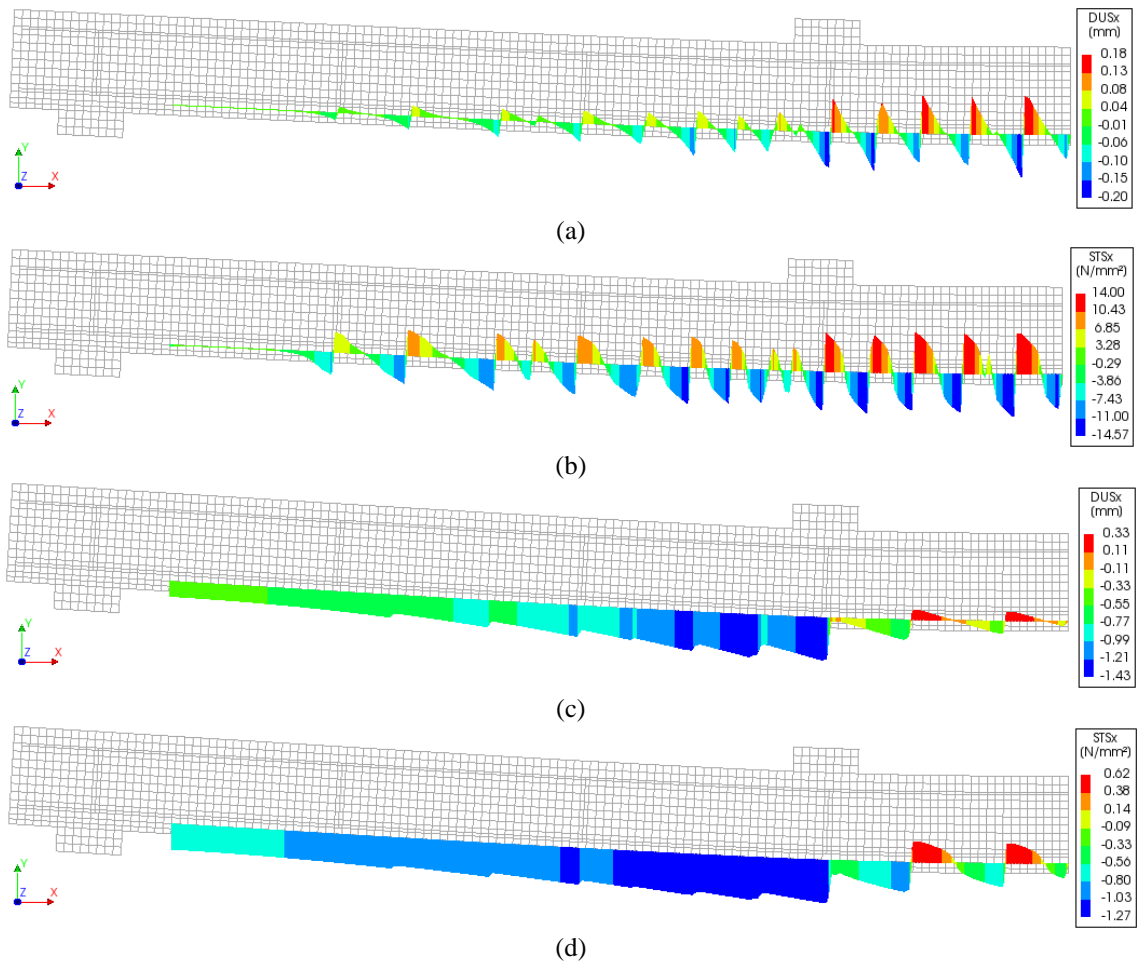 DUSx
(mm)
0.18
0.13
0.08
0.04
-0.01
-0.06
-0.10
-0.15
-0.20
Y
Z X
(a)
STSx
(N/mm²)
14.00
10.43
6.85
3.28
-0.29
-3.86
-7.43
-11.00
-14.57
Y
Z X
(b)
DUSx
(mm)
0.33
0.11
-0.11
-0.33
-0.55
-0.77
-0.99
-1.21
-1.43
Y
Z X
(c)
STSx
(N/mm²)
0.62
0.38
0.14
-0.09
-0.33
-0.56
-0.80
-1.03
-1.27
Y
Z X
(d)